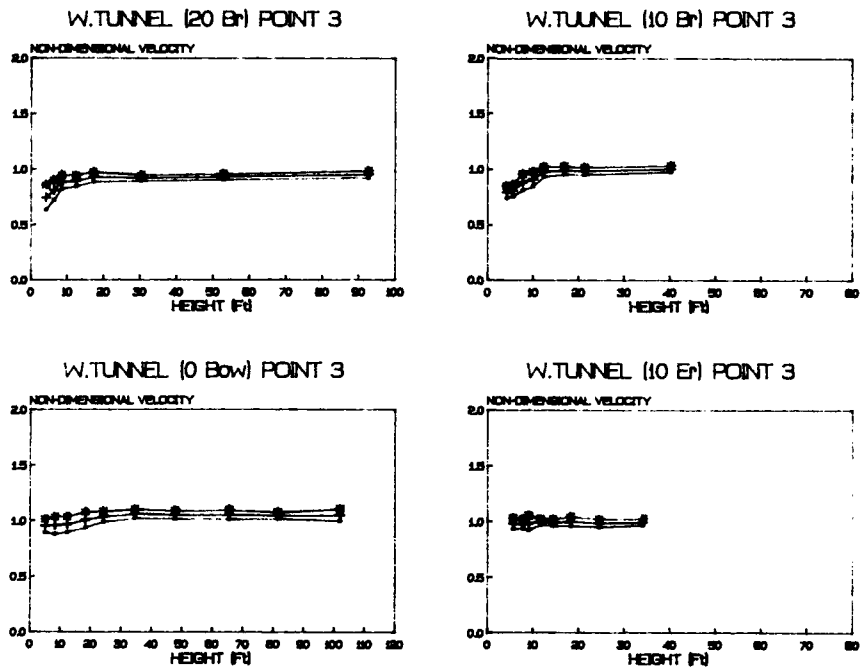 W.TUNNEL (20 Br) POINT 3
NON-DIMENSIONAL VELOCITY
2.0
1.5
1.0
0.5
0.0
0 10 20 30 40 50 60 70 80 90 100
HEIGHT (Ft)
W.TUUNEL (10 Br) POINT 3
NON-DIMENSIONAL VELOCITY
2.0
1.5
1.0
0.5
0.0
0 10 20 30 40 50 60 70 80
HEIGHT (Ft)
W.TUNNEL (0 Bow) POINT 3
NON-DIMENSIONAL VELOCITY
2.0
1.5
1.0
0.5
0.0
0 10 20 30 40 50 60 70 80 90 100 110 120
HEIGHT (Ft)
W.TUNNEL (10 Er) POINT 3
NON-DIMENSIONAL VELOCITY
2.0
1.5
1.0
0.5
0.0
0 10 20 30 40 50 60 70 80
HEIGHT (Ft)